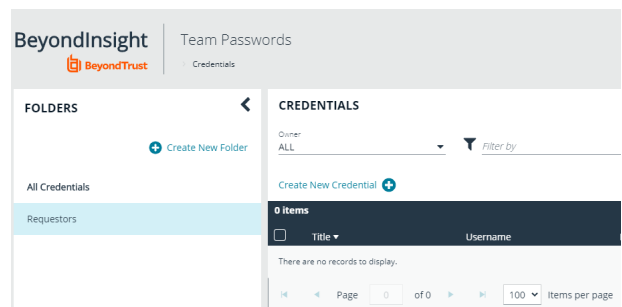 BeyondInsight
BeyondTrust
Team Passwords
Credentials
FOLDERS
Create New Folder
All Credentials
Requestors
CREDENTIALS
Owner
ALL
Filter by
Create New Credential
0 items
Title Username
There are no records to display.
Page 0 of 0 100 items per page